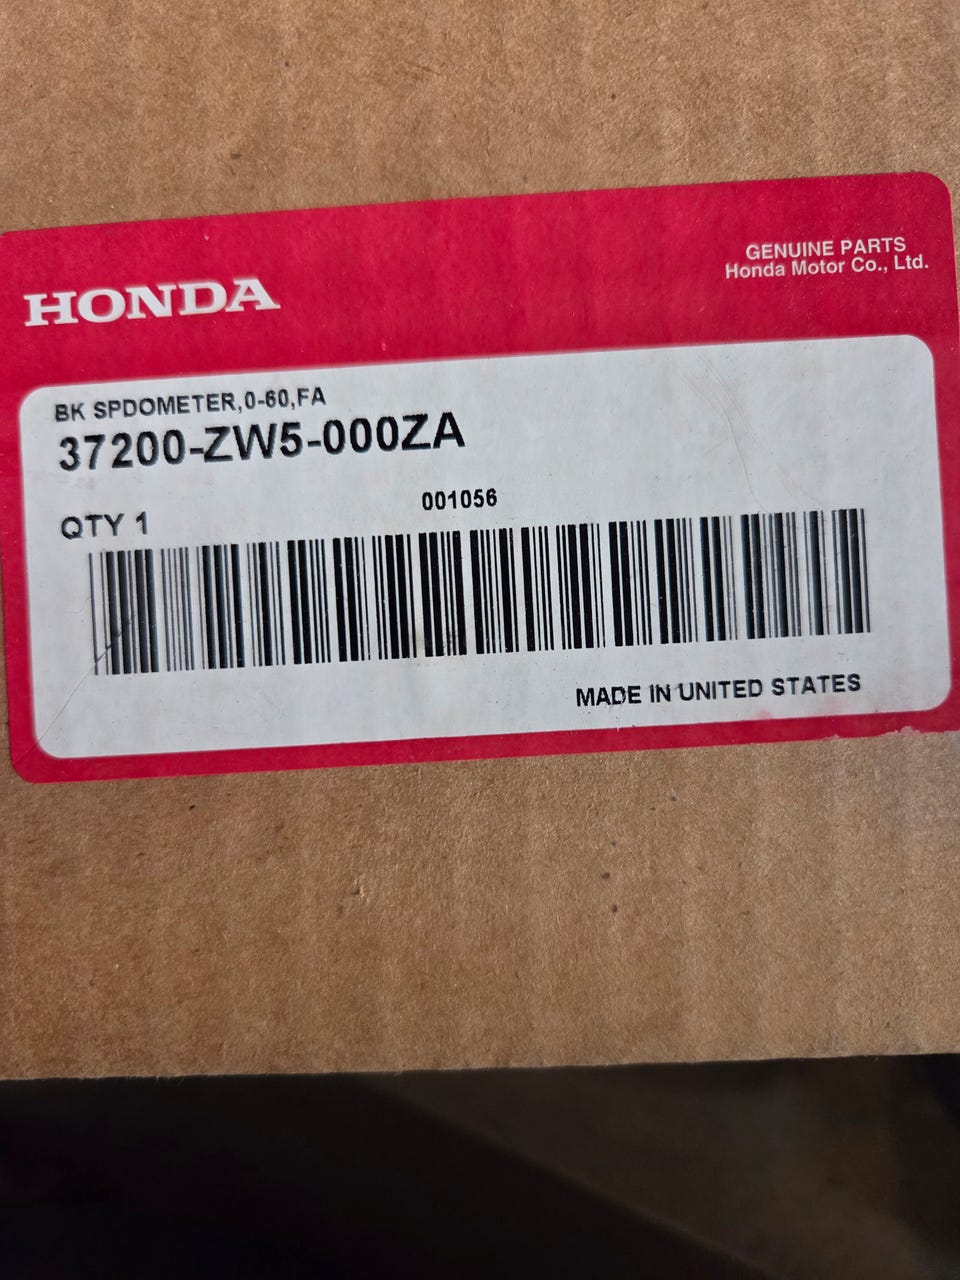 HONDA
GENUINE PARTS
Honda Motor Co., Ltd.
BK SPDOMETER,0-60,FA
37200-ZW5-000ZA
001056
QTY 1
MADE IN UNITED STATES